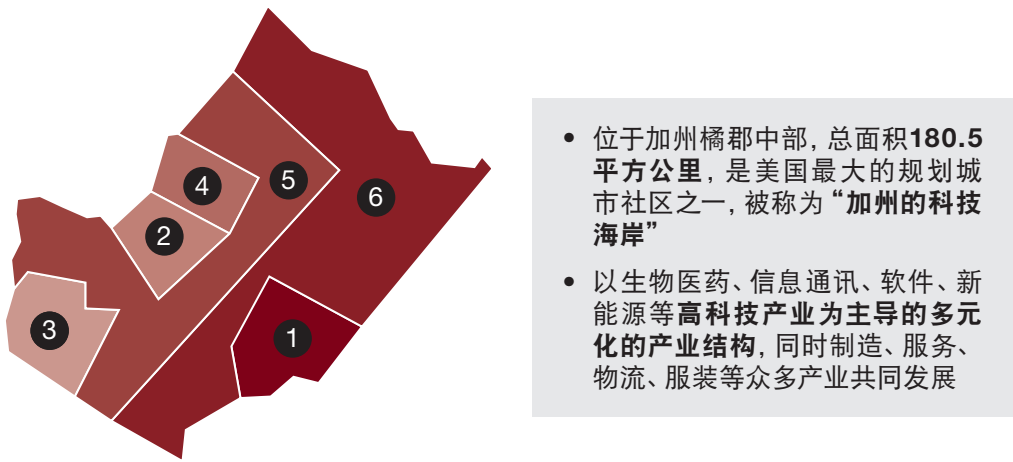 4
5
6
2
3
1
• 位于加州橘郡中部，总面积180.5
平方公里，是美国最大的规划城
市社区之一，被称为“加州的科技
海岸”
• 以生物医药、信息通讯、软件、新
能源等高科技产业为主导的多元
化的产业结构，同时制造、服务、
物流、服装等众多产业共同发展